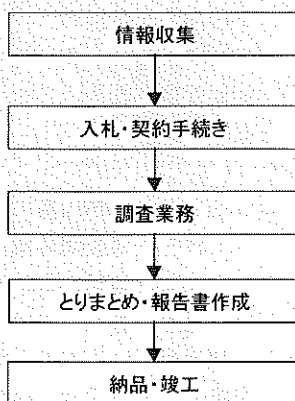 情報収集
入札・契約手続き
調査業務
とりまとめ・報告書作成
納品・竣工